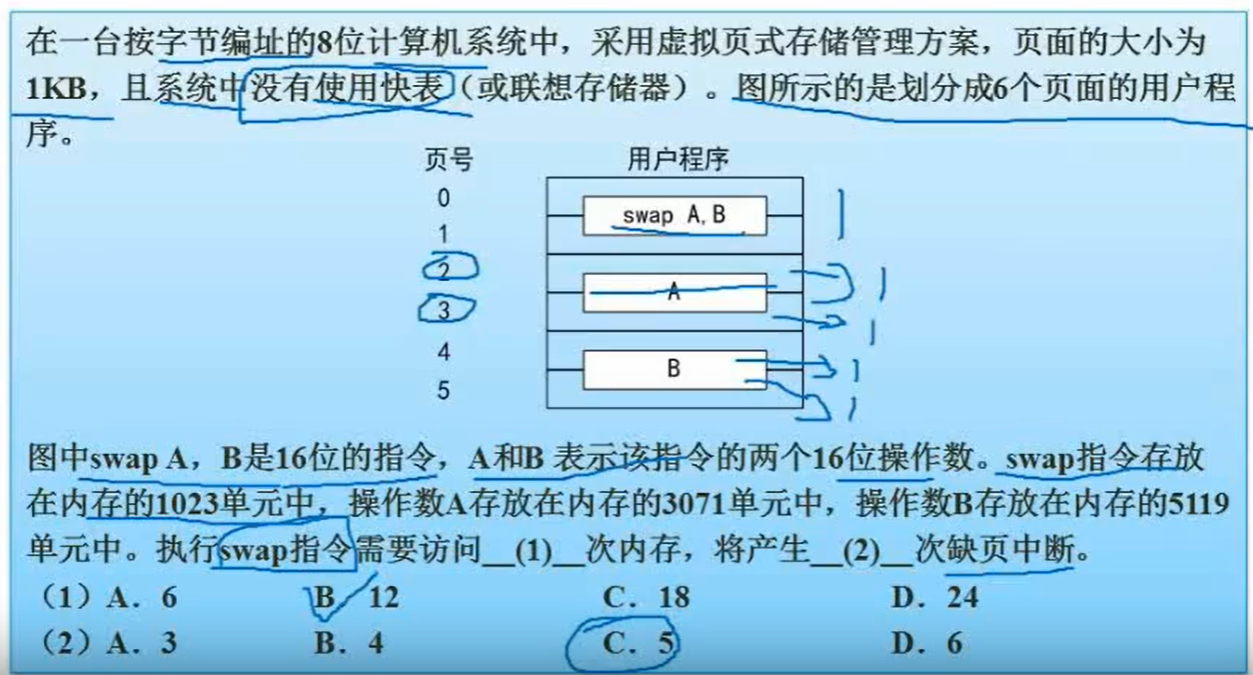 在一台按字节编址的8位计算机系统中，采用虚拟页式存储管理方案，页面的大小为
1KB，且系统中没有使用快表（或联想存储器）。图所示的是划分成6个页面的用户程
序。
页号 用户程序
0
swap A,B
1
2
A
3
4
B
5
图中swap A，B是16位的指令，A和B 表示该指令的两个16位操作数。swap指令存放
在内存的1023单元中，操作数A存放在内存的3071单元中，操作数B存放在内存的5119
单元中。执行swap指令需要访问__(1)__次内存，将产生__(2)__次缺页中断。
（1）A．6 B．12 C．18 D．24
（2）A．3 B．4 C．5 D．6